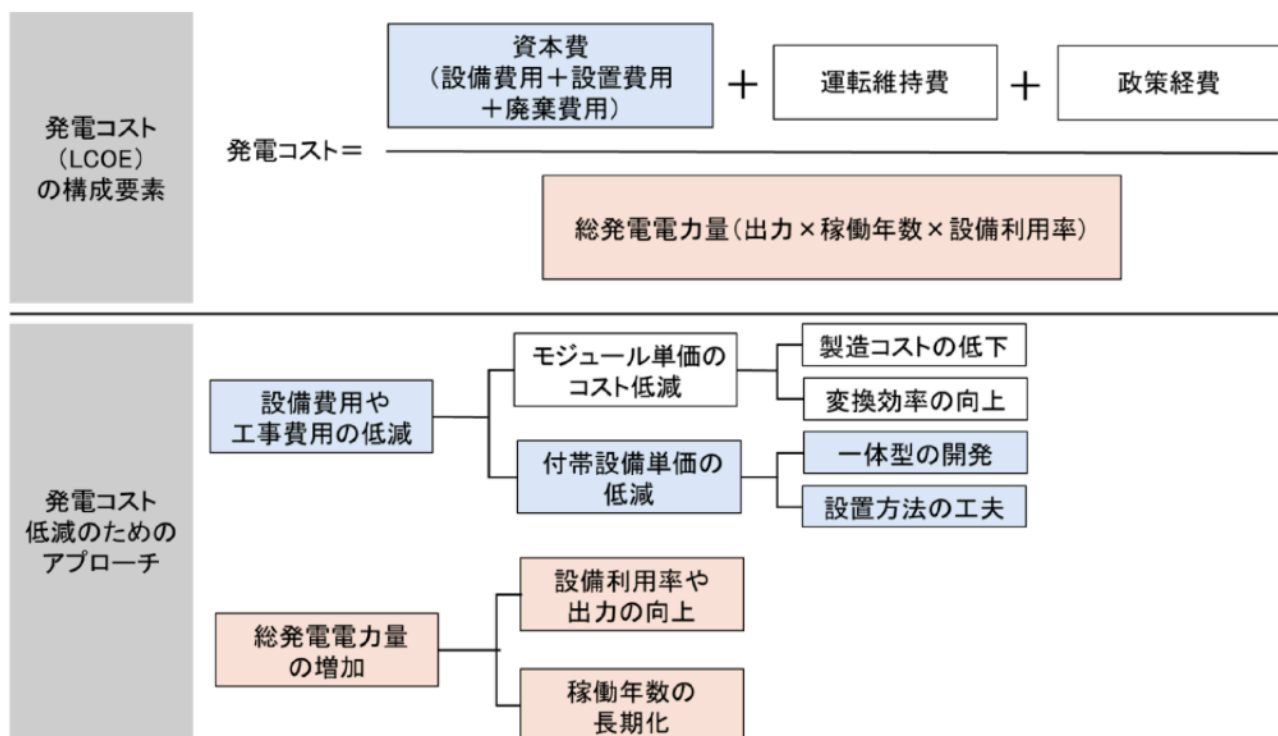 発電コスト
(LCOE)
の構成要素
発電コスト＝
資本費
(設備費用＋設置費用
＋廃棄費用)
＋
運転維持費
＋
政策経費
総発電電力量(出力×稼働年数×設備利用率)
発電コスト
低減のための
アプローチ
設備費用や
工事費用の低減
モジュール単価の
コスト低減
製造コストの低下
変換効率の向上
付帯設備単価の
低減
一体型の開発
設置方法の工夫
総発電電力量
の増加
設備利用率や
出力の向上
稼働年数の
長期化